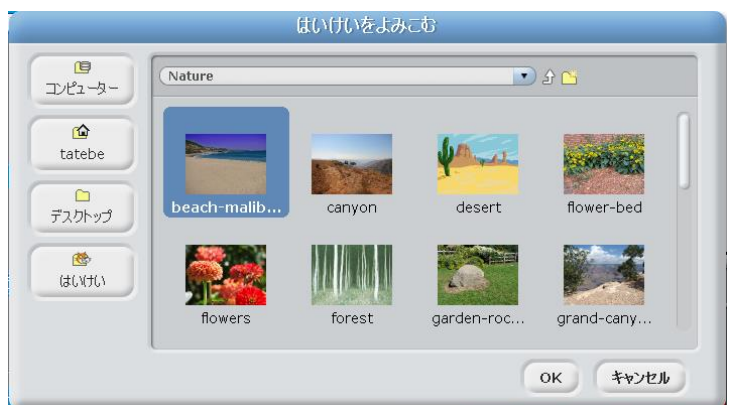 はいけいをよみこむ
コンピューター
tatebe
デスクトップ
はいけい
Nature
beach-malib...
canyon
desert
flower-bed
flowers
forest
garden-roc...
grand-cany...
OK
キャンセル